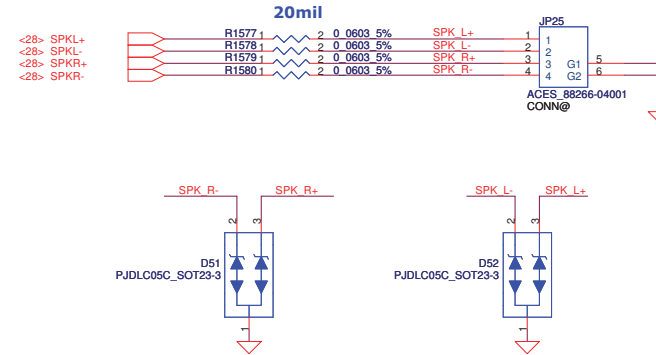 20mil
JP25
<28> SPKL+ R1577 1 2 0_0603_5% SPK_L+ 1 1
<28> SPKL- R1578 1 2 0_0603_5% SPK_L- 2 2
<28> SPKR+ R1579 1 2 0_0603_5% SPK_R+ 3 3 G1 5
<28> SPKR- R1580 1 2 0_0603_5% SPK_R- 4 4 G2 6
ACES_88266-04001
CONN@
SPK_R- SPK_R+ SPK_L- SPK_L+
2 3 2 3
D51 D52
PJDLC05C_SOT23-3 PJDLC05C_SOT23-3
1 1